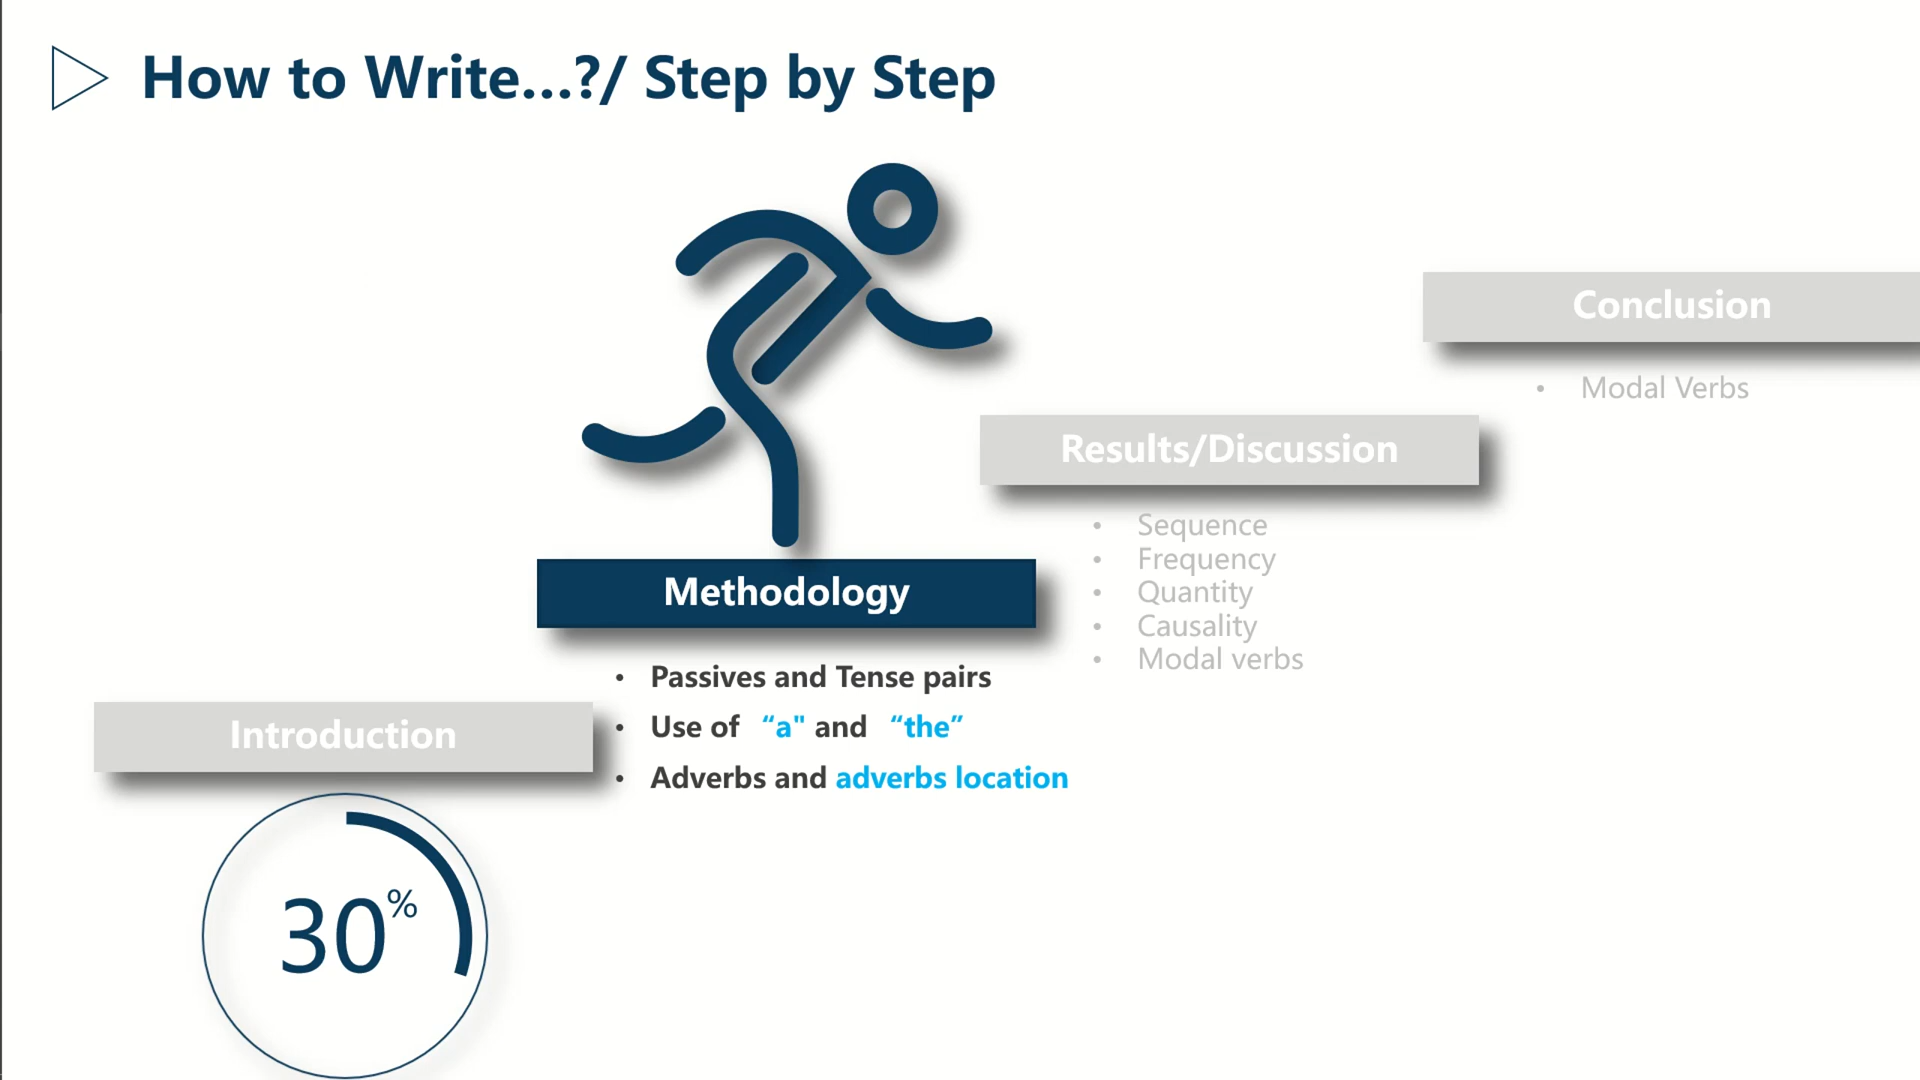 How to Write...?/ Step by Step
Conclusion
• Modal Verbs
Results/Discussion
• Sequence
• Frequency
• Quantity
• Causality
• Modal verbs
Methodology
• Passives and Tense pairs
• Use of “a" and “the”
• Adverbs and adverbs location
Introduction
30%